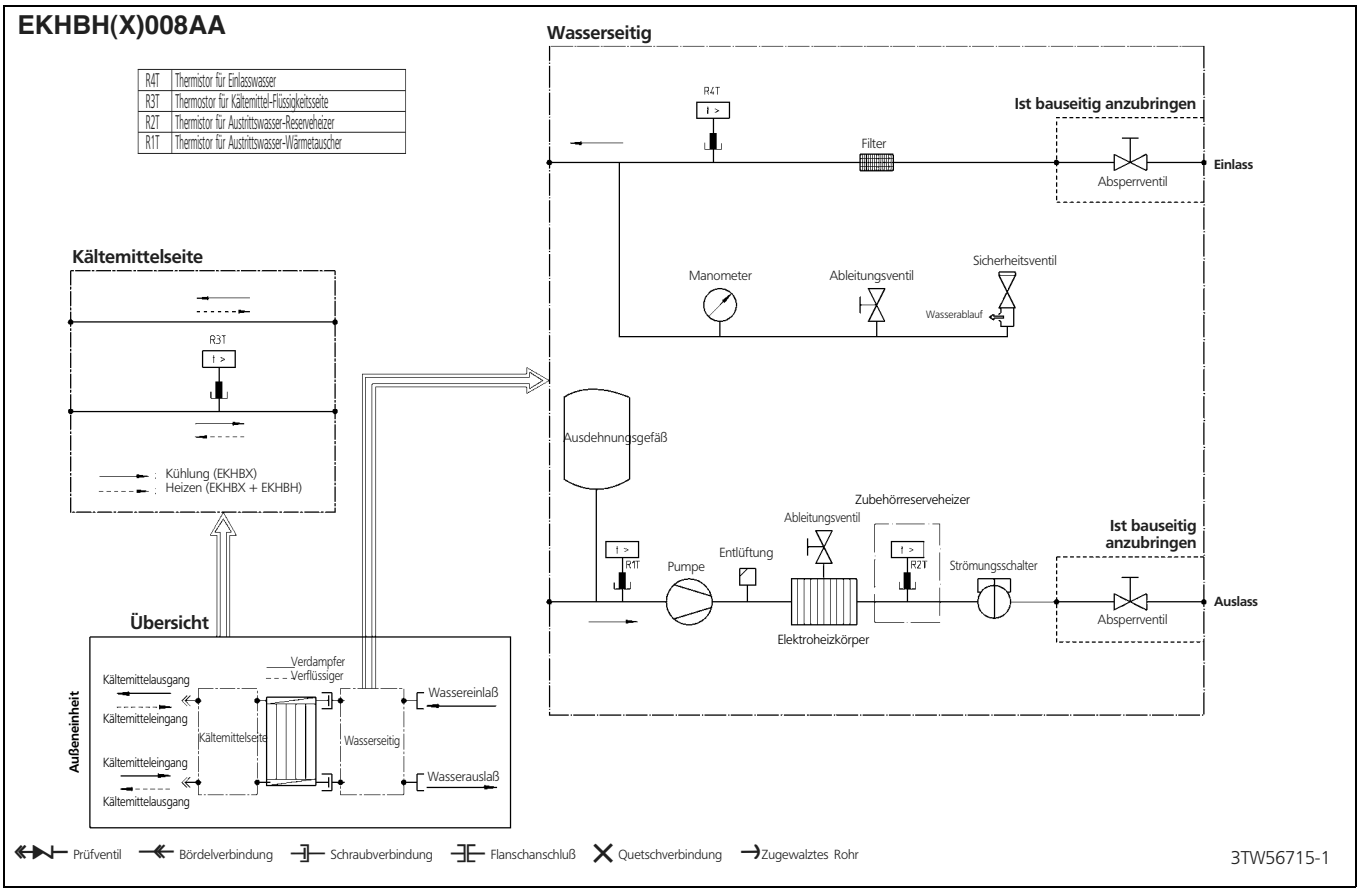 EKHBH(X)008AA
R4T Thermistor für Einlasswasser
R3T Thermostor für Kältemittel-Flüssigkeitsseite
R2T Thermistor für Austrittswasser-Reserveheizer
R1T Thermistor für Austrittswasser-Wärmetauscher
Wasserseitig
R4T
t >
Filter
Ist bauseitig anzubringen
Absperrventil
Einlass
Manometer
Ableitungsventil
Sicherheitsventil
Wasserablauf
Kältemittelseite
R3T
t >
: Kühlung (EKHBX)
: Heizen (EKHBX + EKHBH)
Ausdehnungsgefäß
t >
R1T
Pumpe
Entlüftung
Ableitungsventil
Elektroheizkörper
Zubehörreserveheizer
t >
R2T
Strömungsschalter
Ist bauseitig
anzubringen
Absperrventil
Auslass
Übersicht
Außeneinheit
Verdampfer
Verflüssiger
Kältemittelausgang
Kältemitteleingang
Kältemittelseite
Wasserseitig
Wassereinlaß
Kältemitteleingang
Kältemittelausgang
Wasserauslaß
Prüfventil
Bördelverbindung
Schraubverbindung
Flanschanschluß
Quetschverbindung
Zugewalztes Rohr
3TW56715-1